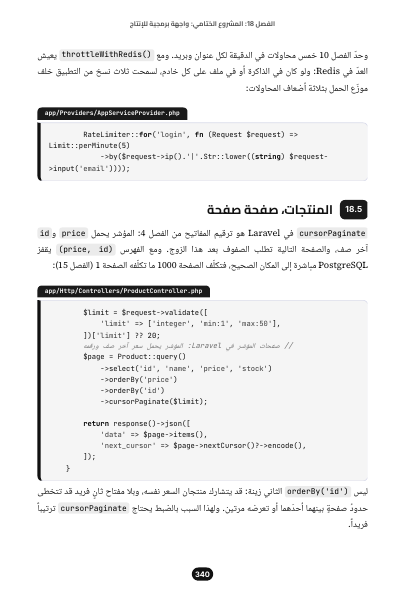 الفصل 18: المشروع الختامي: واجهة برمجية للإنتاج
وحدّ الفصل 10 خمس محاولات في الدقيقة لكل عنوان وبريد. ومع throttleWithRedis() يعيش
العدّ في Redis: ولو كان في الذاكرة أو في ملف على كل خادم، لسمحت ثلاث نسخ من التطبيق خلف
موزّع الحمل بثلاثة أضعاف المحاولات:
app/Providers/AppServiceProvider.php
RateLimiter::for('login', fn (Request $request) =>
Limit::perMinute(5)
->by($request->ip().'|'.Str::lower((string) $request-
>input('email'))));
18.5 المنتجات، صفحة صفحة
cursorPaginate في Laravel هو ترقيم المفاتيح من الفصل 4: المؤشر يحمل price و id
آخر صف، والصفحة التالية تطلب الصفوف بعد هذا الزوج. ومع الفهرس (price, id) يقفز
PostgreSQL مباشرة إلى المكان الصحيح، فتكلّف الصفحة 1000 ما تكلّفه الصفحة 1 (الفصل 15):
app/Http/Controllers/ProductController.php
$limit = $request->validate([
'limit' => ['integer', 'min:1', 'max:50'],
])['limit'] ?? 20;
// صفحات المؤشر في Laravel: المؤشر يحمل سعر آخر صف ورقمه
$page = Product::query()
->select('id', 'name', 'price', 'stock')
->orderBy('price')
->orderBy('id')
->cursorPaginate($limit);
return response()->json([
'data' => $page->items(),
'next_cursor' => $page->nextCursor()?->encode(),
]);
}
ليس orderBy('id') الثاني زينة: قد يتشارك منتجان السعر نفسه، وبلا مفتاح ثانٍ فريد قد تتخطى
حدودُ صفحةٍ بينهما أحدَهما أو تعرضه مرتين. ولهذا السبب بالضبط يحتاج cursorPaginate ترتيباً
فريداً.
340